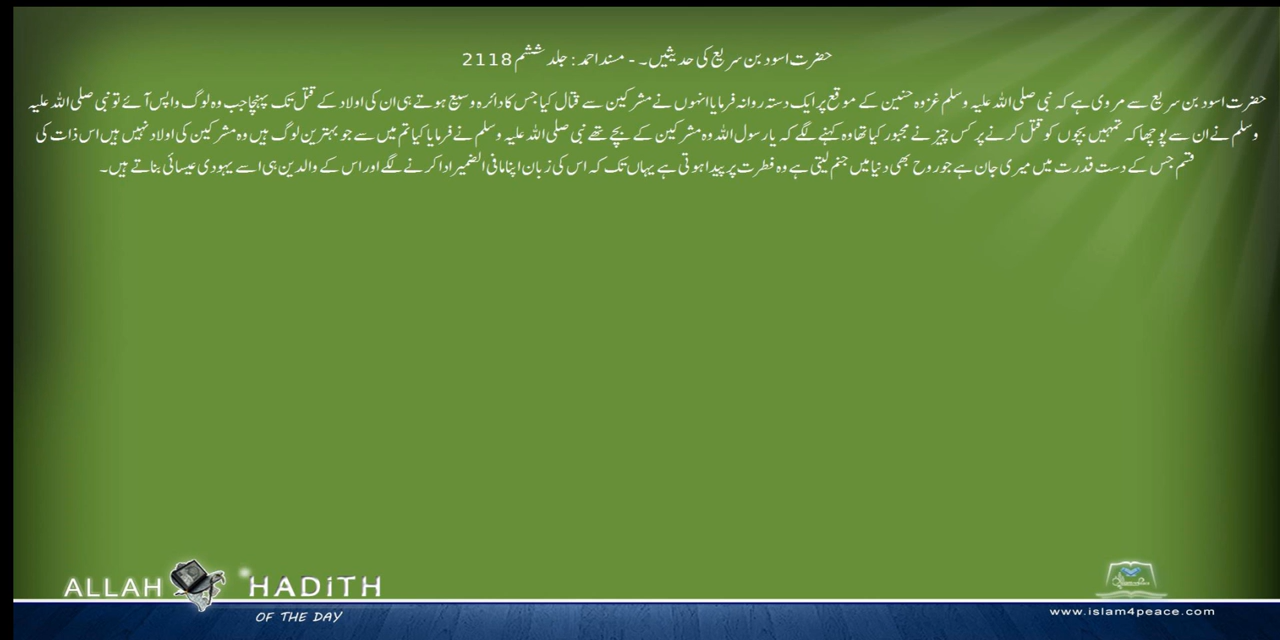 حضرت اسود بن سریع کی حدیثیں۔ - مسند احمد : جلد ششم 2118
حضرت اسود بن سریع سے مروی ہے کہ نبی صلی اللہ علیہ وسلم غزوہ حنین کے موقع پر ایک دستہ روانہ فرمایا انہوں نے مشرکین سے قتال کیا جس کا دائرہ وسیع ہوتے ہی ان کی اولاد کے قتل تک پہنچا جب وہ لوگ واپس آئے تو نبی صلی اللہ علیہ
وسلم نے ان سے پوچھا کہ تمہیں بچوں کو قتل کرنے پر کس چیز نے مجبور کیا تھا وہ کہنے لگے کہ یا رسول اللہ وہ مشرکین کے بچے تھے نبی صلی اللہ علیہ وسلم نے فرمایا کیا تم میں سے جو بہترین لوگ ہیں وہ مشرکین کی اولاد نہیں ہیں اس ذات کی
قسم جس کے دست قدرت میں میری جان ہے جو روح بھی دنیا میں جنم لیتی ہے وہ فطرت پر پیدا ہوتی ہے یہاں تک کہ اس کی زبان اپنا مافی الضمیر ادا کرنے لگے اور اس کے والدین ہی اسے یہودی عیسائی بناتے ہیں۔
ALLAH HADITH
OF THE DAY
www.islam4peace.com